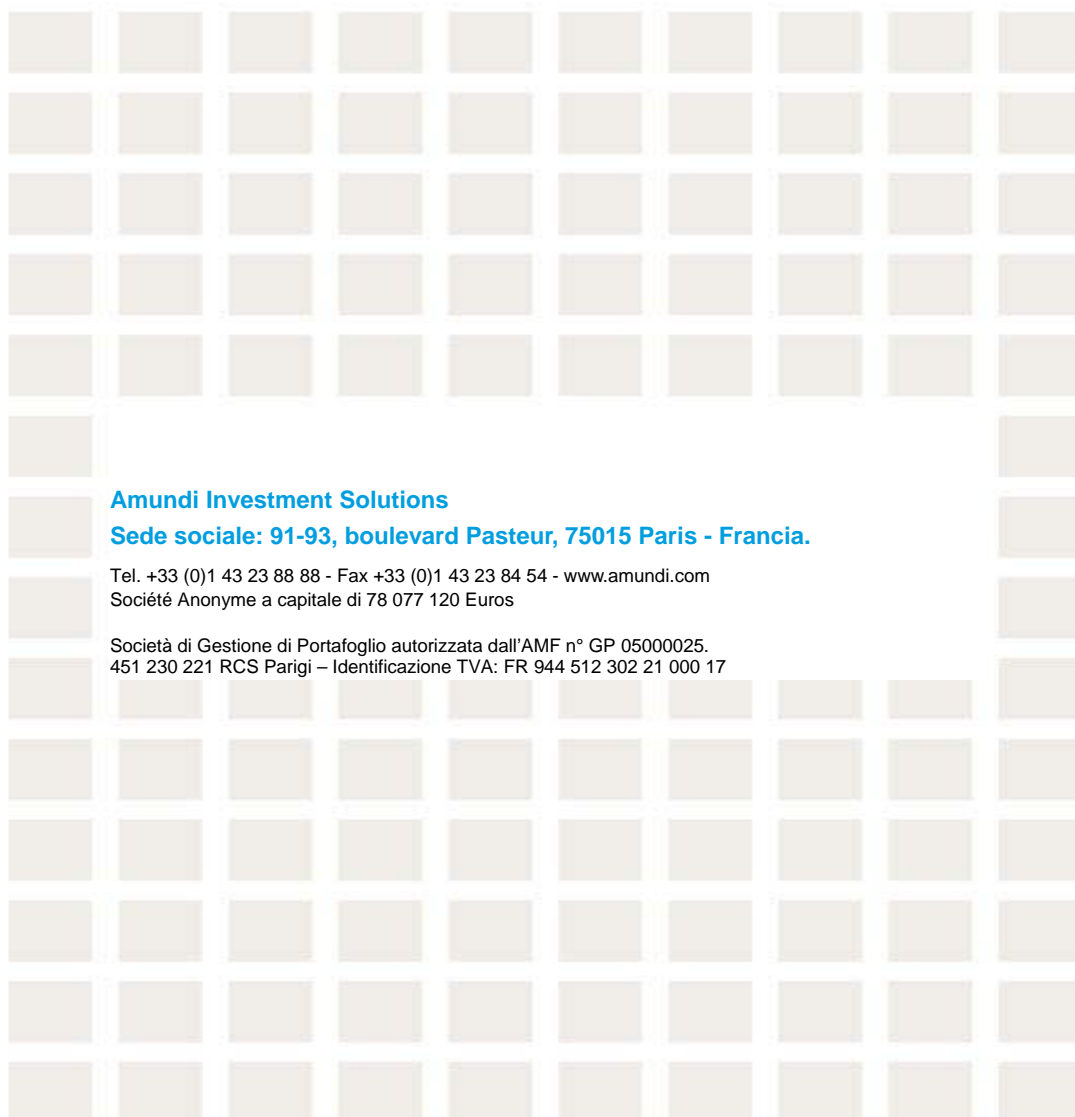 Amundi Investment Solutions
Sede sociale: 91-93, boulevard Pasteur, 75015 Paris - Francia.
Tel. +33 (0)1 43 23 88 88 - Fax +33 (0)1 43 23 84 54 - www.amundi.com
Société Anonyme a capitale di 78 077 120 Euros
Società di Gestione di Portafoglio autorizzata dall'AMF n° GP 05000025.
451 230 221 RCS Parigi – Identificazione TVA: FR 944 512 302 21 000 17